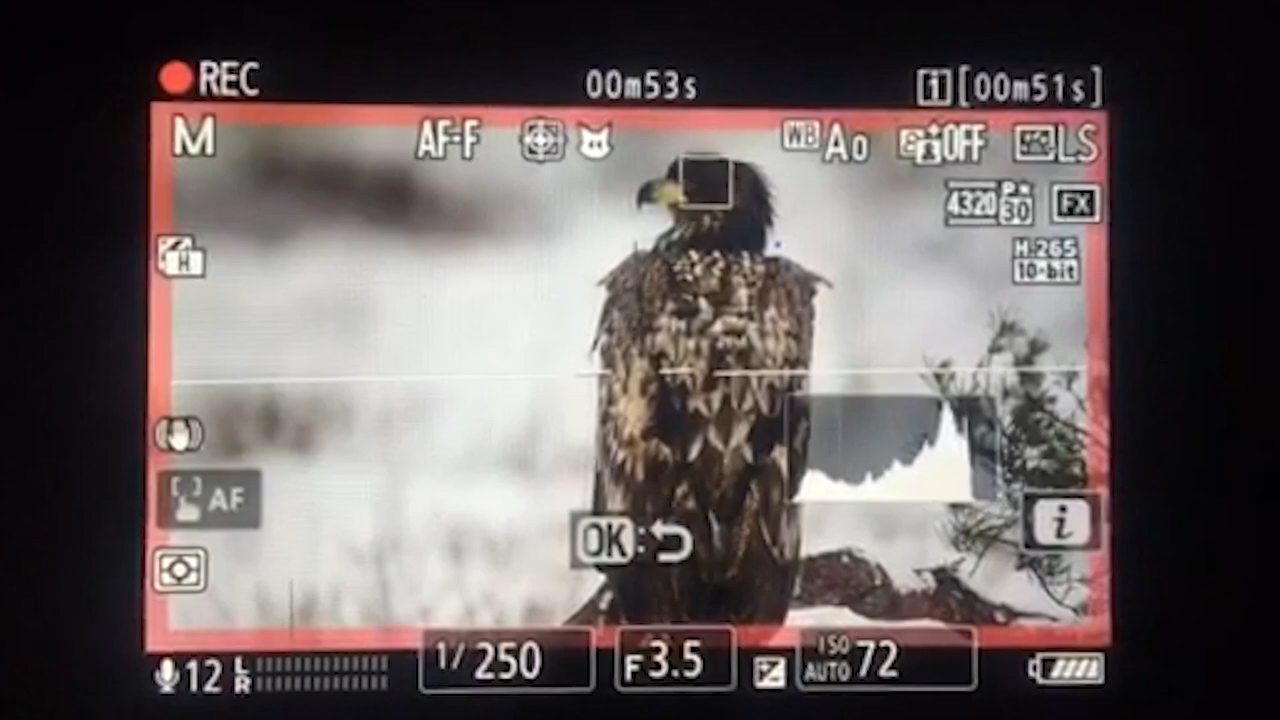 REC 00m53s i[00m51s]
M AF-F WB A0 OFF LS
4320 P× 30 FX
H
H.265
10-bit
AF
OK:
i
12 L R 1/250 F3.5 ISO AUTO 72